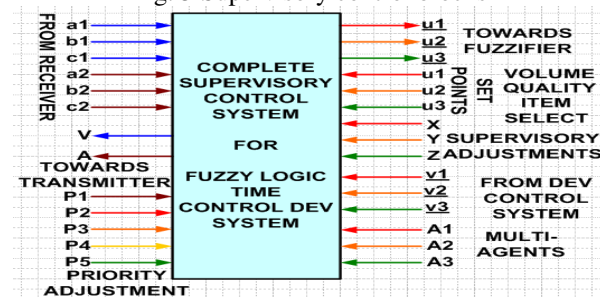 FROM RECEIVER
a1
b1
c1
a2
b2
c2
V
A
TOWARDS
TRANSMITTER
P1
P2
P3
P4
P5
PRIORITY
ADJUSTMENT
COMPLETE
SUPERVISORY
CONTROL
SYSTEM
FOR
FUZZY LOGIC
TIME
CONTROL DEV
SYSTEM
u1
u2
u3
TOWARDS
FUZZIFIER
u1
u2
u3
SET
POINTS
VOLUME
QUALITY
ITEM
SELECT
X
Y
Z
SUPERVISORY
ADJUSTMENTS
v1
v2
v3
FROM DEV
CONTROL
SYSTEM
A1
A2
A3
MULTI-
AGENTS